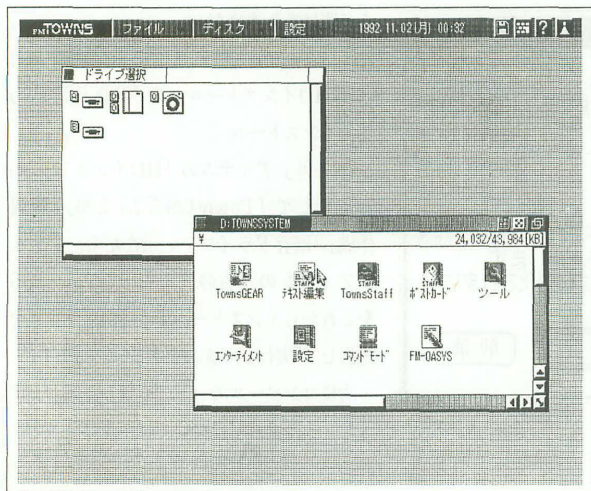 FM TOWNS ファイル ディスク 設定 1992.11.02(月) 00:32 ?
ドライブ選択
D:TOWNSSYSTEM
¥ 24,032/43,984[KB]
TownsGEAR テキスト編集 TownsStaff ポストカード ツール
エンターテイメント 設定 コマンドモード FM-OASYS